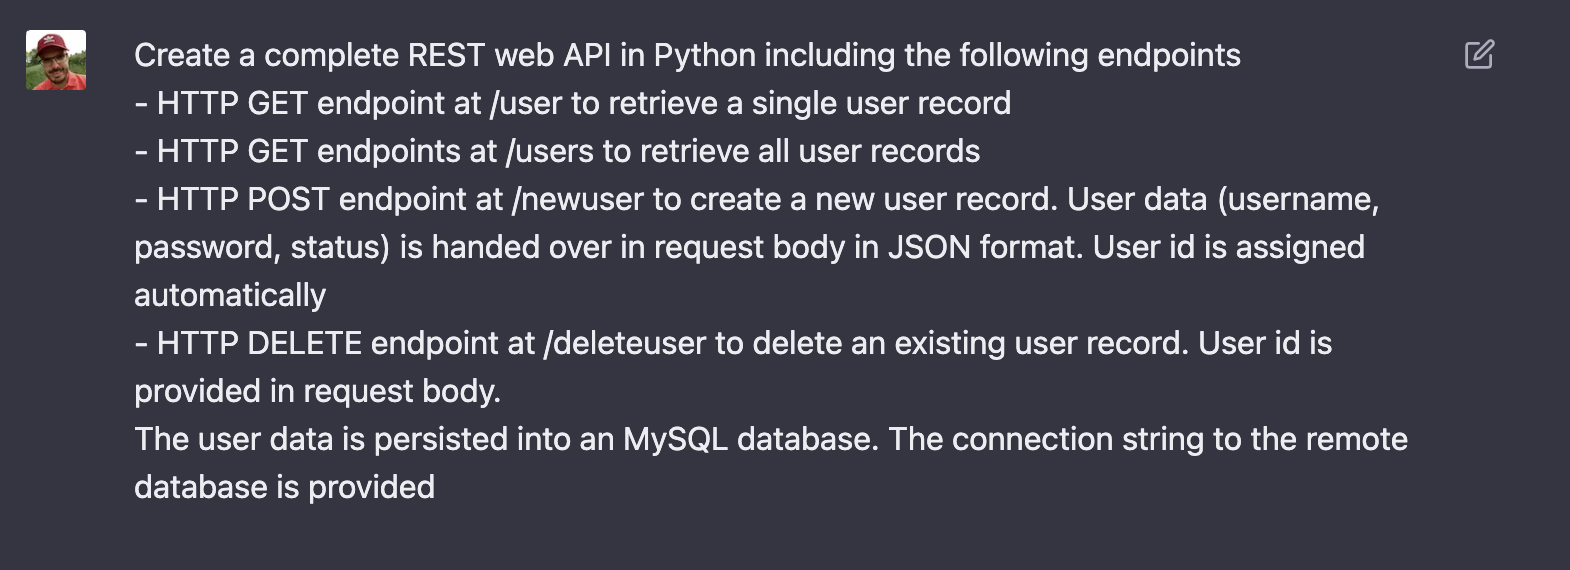 Create a complete REST web API in Python including the following endpoints
- HTTP GET endpoint at /user to retrieve a single user record
- HTTP GET endpoints at /users to retrieve all user records
- HTTP POST endpoint at /newuser to create a new user record. User data (username,
password, status) is handed over in request body in JSON format. User id is assigned
automatically
- HTTP DELETE endpoint at /deleteuser to delete an existing user record. User id is
provided in request body.
The user data is persisted into an MySQL database. The connection string to the remote
database is provided